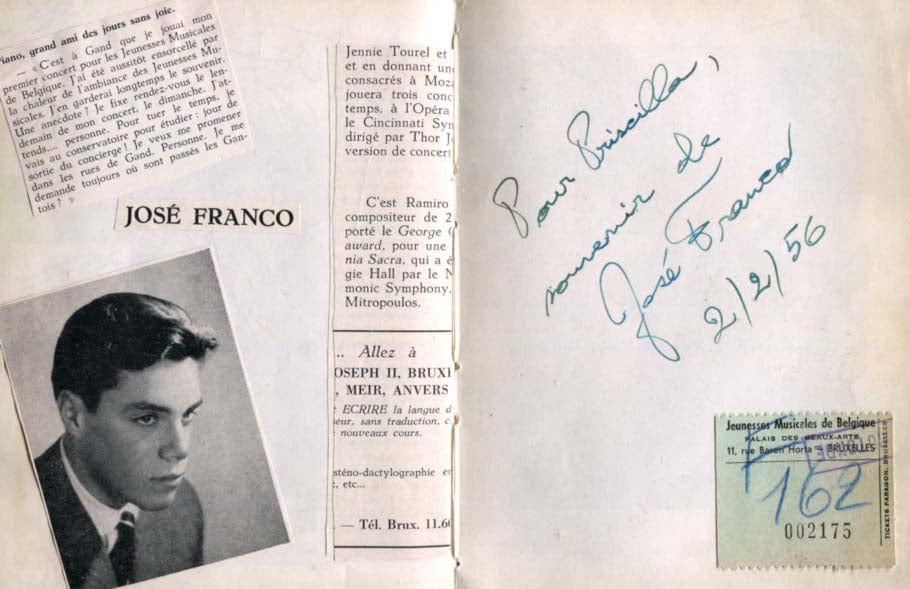 Piano, grand ami des jours sans joie.
— «C'est à Gand que je jouai mon
premier concert pour les Jeunesses Musicales
de Belgique. J'ai été aussitôt ensorcellé par
la chaleur de l'ambiance des Jeunesses Mu-
sicales. J'en garderai longtemps le souvenir.
Une anecdote ! Je fixe rendez-vous le len-
demain de mon concert, le dimanche. J'at-
tends.... personne. Pour tuer le temps, je
vais au conservatoire pour étudier : jour de
sortie du concierge ! Je veux me promener
dans les rues de Gand. Personne. Je me
demande toujours où sont passés les Gan-
tois ? »
JOSÉ FRANCO
Jennie Tourel et
et en donnant un
consacrés à Moz
jouera trois conc
temps, à l'Opéra
le Cincinnati Sy
dirigé par Thor J
version de concer
C'est Ramiro
compositeur de 2
porté le George
award, pour une
nia Sacra, qui a é
gie Hall par le N
monic Symphony,
Mitropoulos.
.. Allez à
OSEPH II, BRUX
, MEIR, ANVERS
ECRIRE la langue d
eur, sans traduction, c
nouveaux cours.
sténo-dactylographie e
, etc...
— Tél. Brux. 11.6
Pour Priscilla,
souvenir de
José Franco
2/2/56
Jeunesses Musicales de Belgique
PALAIS DES BEAUX-ARTS
11, rue Baron Horta — BRUXELLES
162
002175
TICKETS PARAGON, BRUXELLES